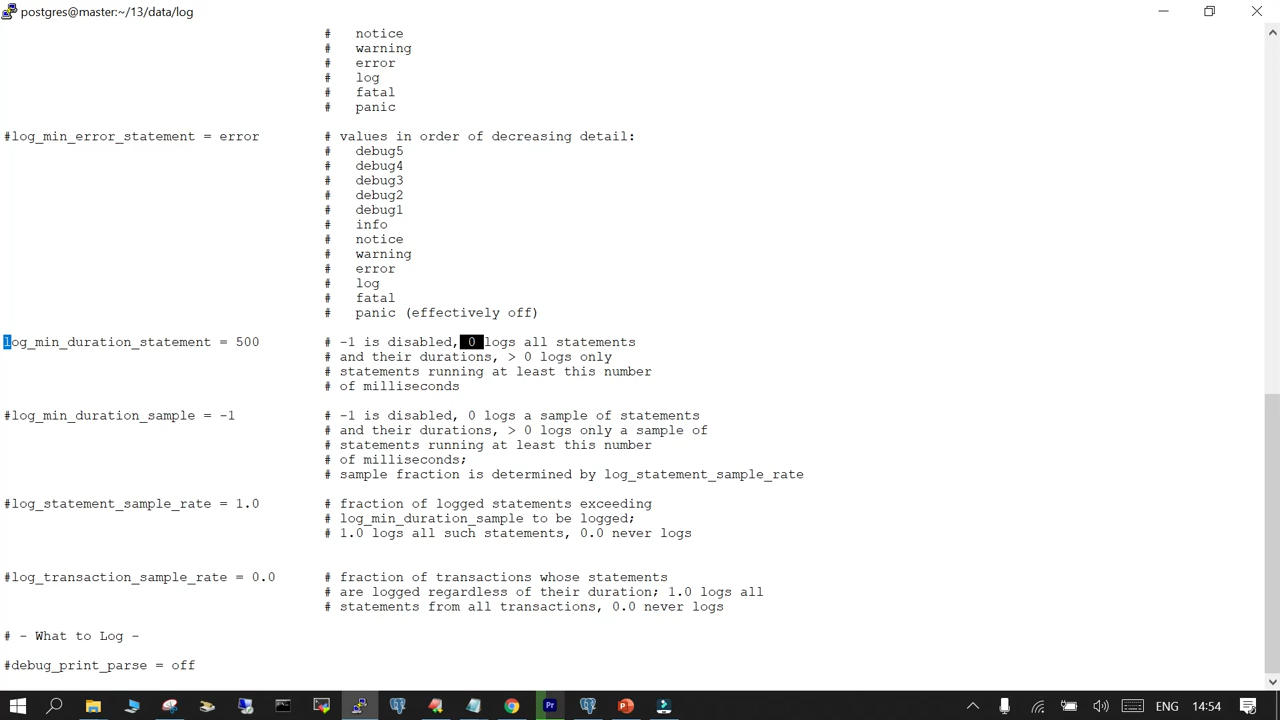 postgres@master:~/13/data/log
#   notice
#   warning
#   error
#   log
#   fatal
#   panic
#log_min_error_statement = error        # values in order of decreasing detail:
#   debug5
#   debug4
#   debug3
#   debug2
#   debug1
#   info
#   notice
#   warning
#   error
#   log
#   fatal
#   panic (effectively off)
log_min_duration_statement = 500        # -1 is disabled, 0 logs all statements
# and their durations, > 0 logs only
# statements running at least this number
# of milliseconds
#log_min_duration_sample = -1           # -1 is disabled, 0 logs a sample of statements
# and their durations, > 0 logs only a sample of
# statements running at least this number
# of milliseconds;
# sample fraction is determined by log_statement_sample_rate
#log_statement_sample_rate = 1.0        # fraction of logged statements exceeding
# log_min_duration_sample to be logged;
# 1.0 logs all such statements, 0.0 never logs
#log_transaction_sample_rate = 0.0      # fraction of transactions whose statements
# are logged regardless of their duration; 1.0 logs all
# statements from all transactions, 0.0 never logs
# - What to Log -
#debug_print_parse = off
Pr
ENG
14:54